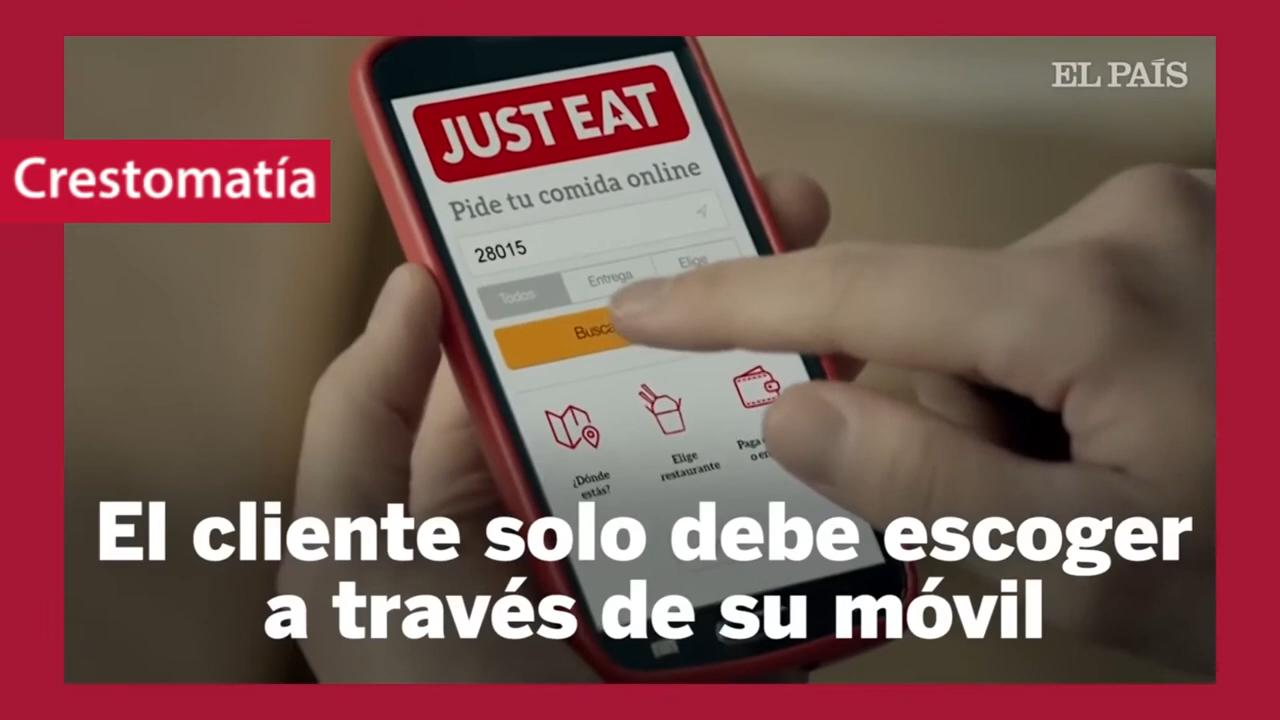 EL PAÍS
Crestomatía
JUST EAT
Pide tu comida online
28015
Todos Entrega Elige
¿Dónde
estás?
Elige
restaurante
Paga
El cliente solo debe escoger
a través de su móvil